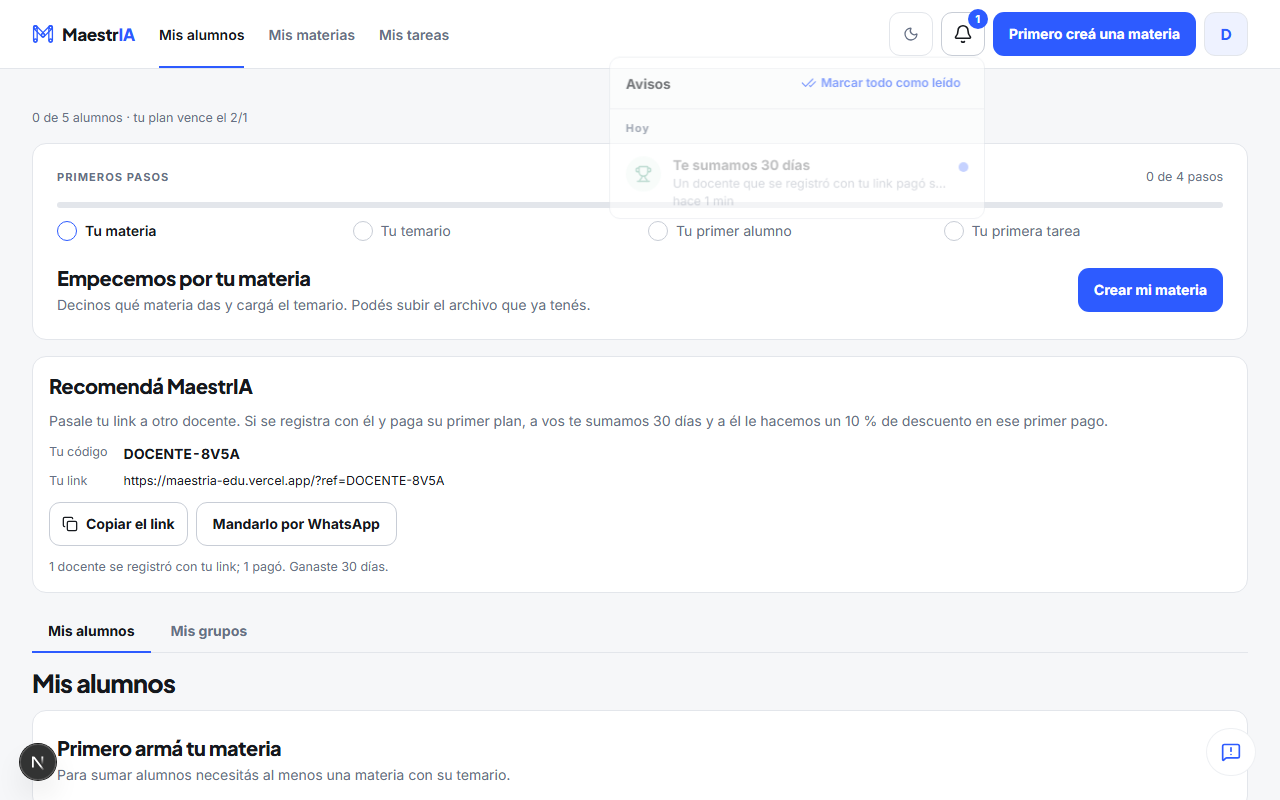 MaestrIA
Mis alumnos
Mis materias
Mis tareas
1
Primero creá una materia
D
Avisos
Marcar todo como leído
Hoy
Te sumamos 30 días
Un docente que se registró con tu link pagó s...
hace 1 min
0 de 5 alumnos · tu plan vence el 2/1
PRIMEROS PASOS
0 de 4 pasos
Tu materia
Tu temario
Tu primer alumno
Tu primera tarea
Empecemos por tu materia
Decinos qué materia das y cargá el temario. Podés subir el archivo que ya tenés.
Crear mi materia
Recomendá MaestrIA
Pasale tu link a otro docente. Si se registra con él y paga su primer plan, a vos te sumamos 30 días y a él le hacemos un 10 % de descuento en ese primer pago.
Tu código DOCENTE-8V5A
Tu link https://maestria-edu.vercel.app/?ref=DOCENTE-8V5A
Copiar el link
Mandarlo por WhatsApp
1 docente se registró con tu link; 1 pagó. Ganaste 30 días.
Mis alumnos
Mis grupos
Mis alumnos
Primero armá tu materia
Para sumar alumnos necesitás al menos una materia con su temario.
N